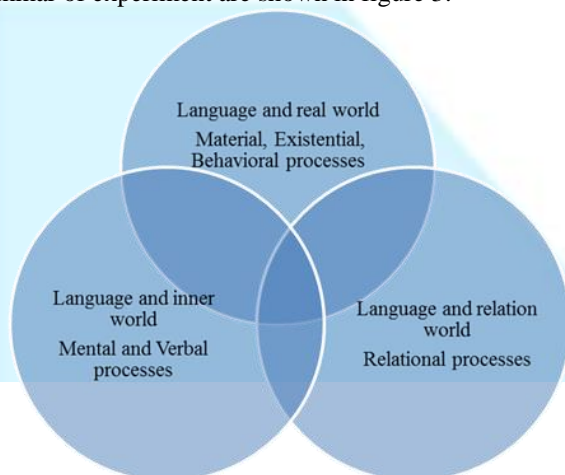 of experiment are shown in figure 3.
Language and real world
Material, Existential,
Behavioral processes
Language and inner
world
Mental and Verbal
processes
Language and relation
world
Relational processes